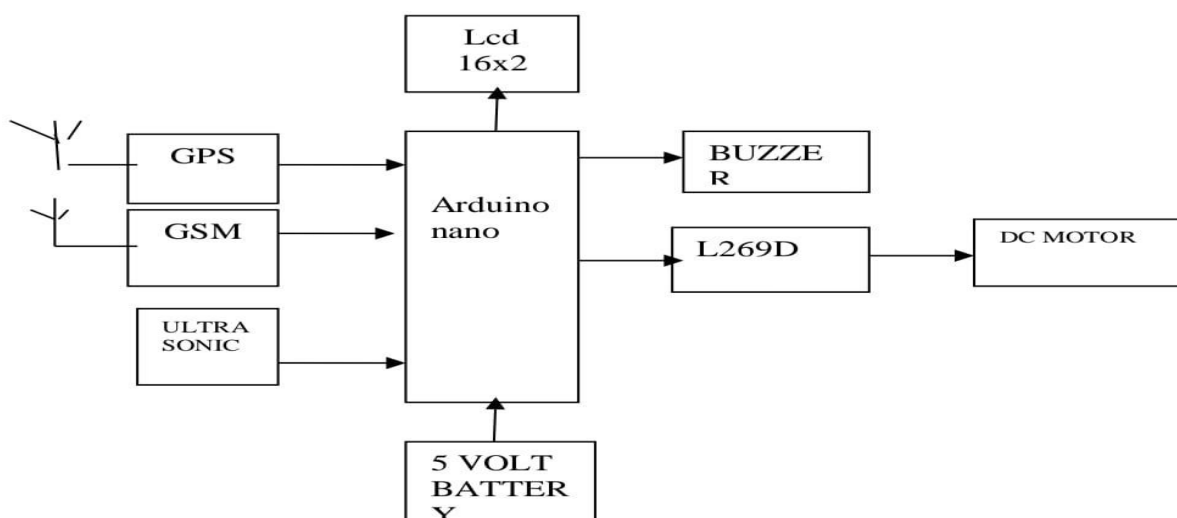 Lcd
16x2
GPS
BUZZE
R
Arduino
nano
GSM
L269D
DC MOTOR
ULTRA
SONIC
5 VOLT
BATTER
Y